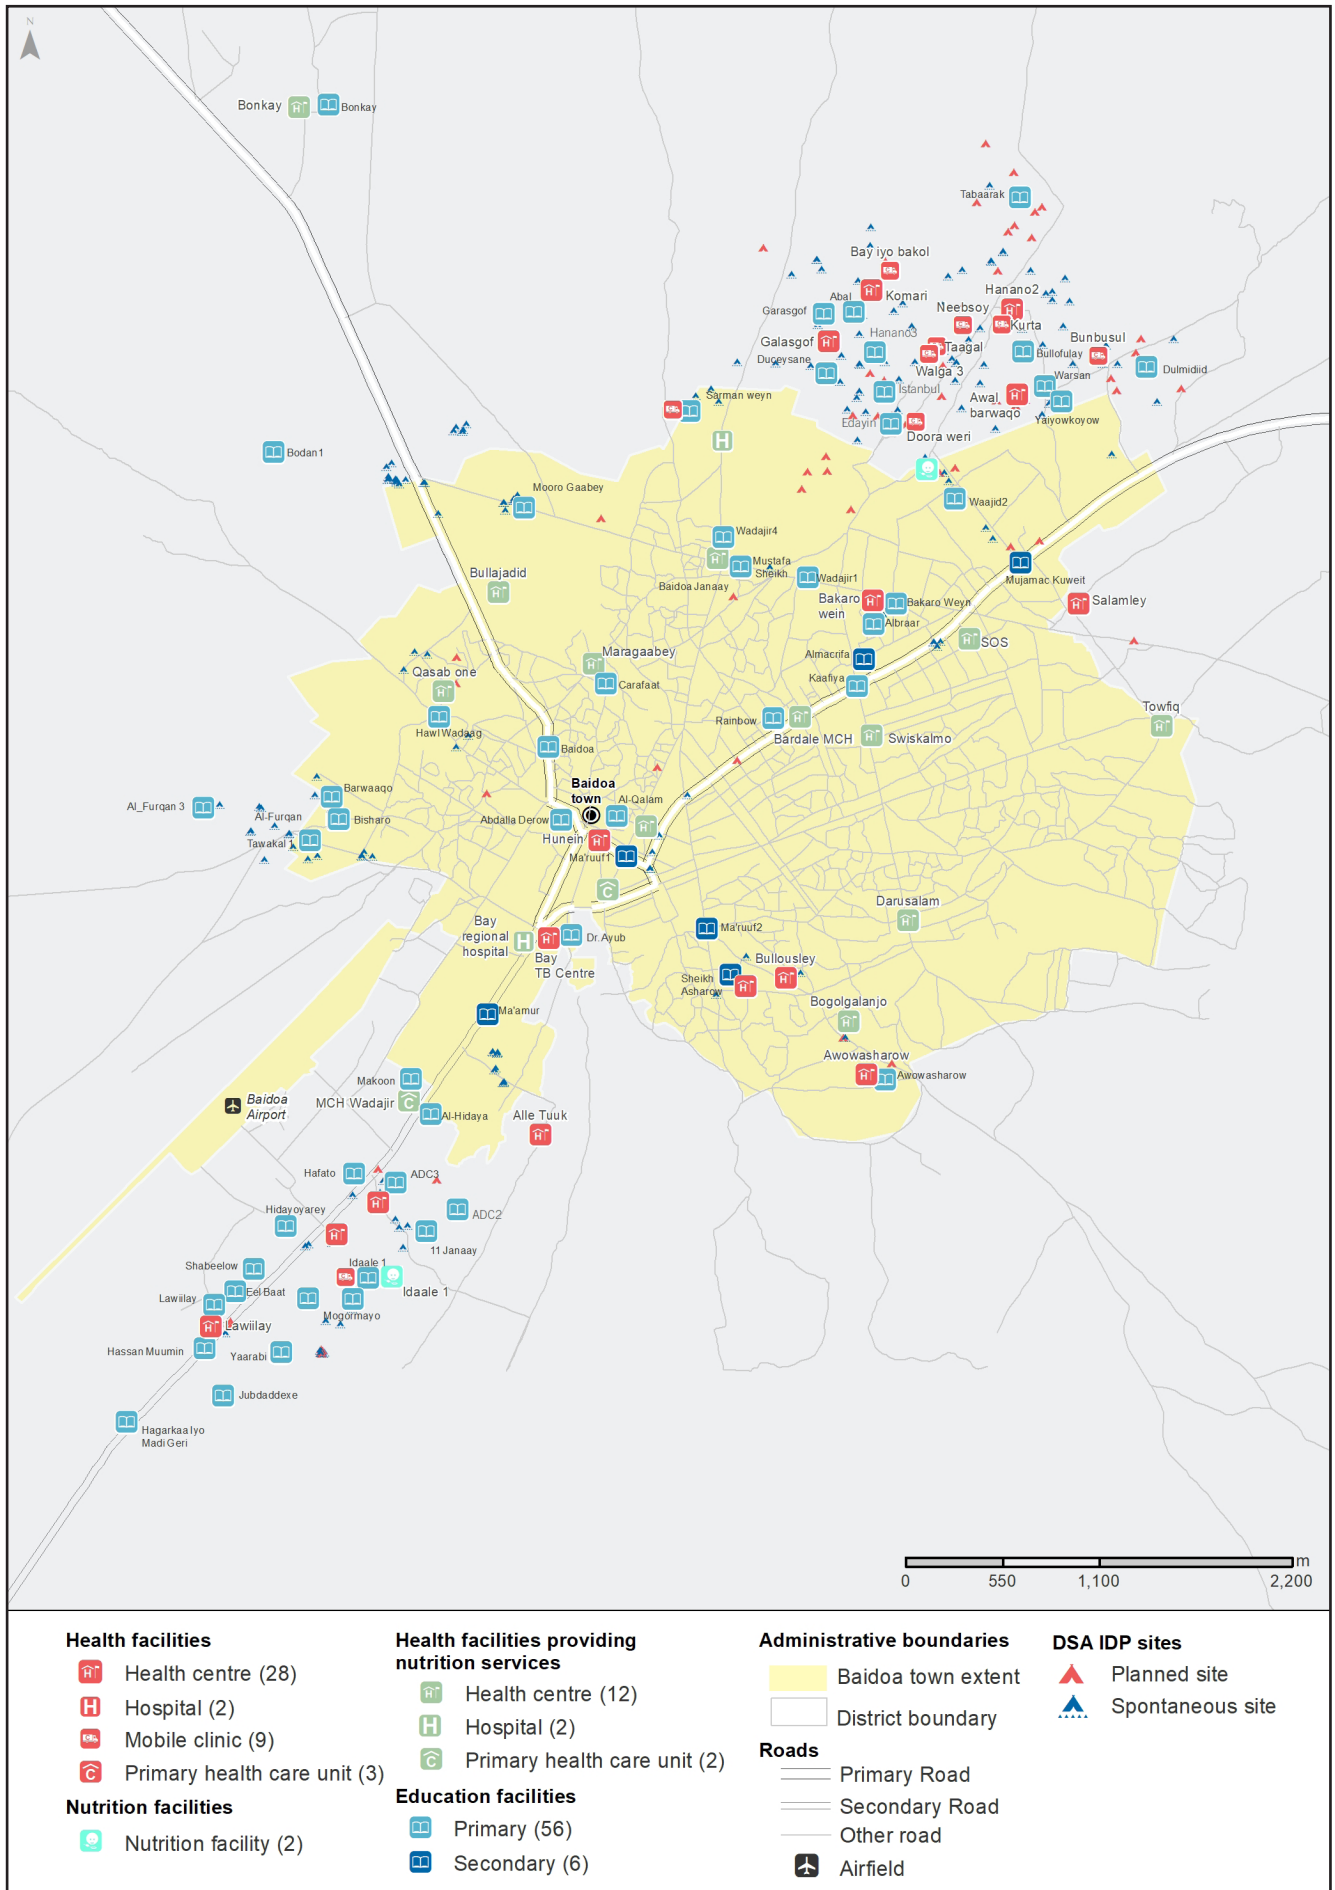 N
Bonkay
Bonkay
Tabaarak
Bay iyo bakol
Abal
Komari
Garasgof
Hanano2
Neebsoy
Kurta
Galasgof
Hanano3
Taagal
Bunbusul
Duceysane
Bullofulay
Walga 3
Dulmidiid
Warsan
Istanbul
Sarman weyn
Awal
barwaqo
Edayin
Yaiyowkoyow
Doora weri
Bodan1
Mooro Gaabey
Waajid2
Wadajir4
Mustafa
Sheikh
Bullajadid
Baidoa Janaay
Wadajir1
Mujamac Kuweit
Bakaro
wein
Bakaro Weyn
Salamley
Albraar
SOS
Maragaabey
Almacrifa
Qasab one
Carafaat
Kaafiya
Towfiq
Rainbow
Hawl Wadaag
Bardale MCH
Swiskalmo
Baidoa
Baidoa
town
Barwaaqo
Al_Furqan 3
Al-Qalam
Al-Furqan
Bisharo
Abdalla Derow
Tawakal 1
Hunein
Ma'ruuf1
Darusalam
Bay
regional
hospital
Ma'ruuf2
Dr.Ayub
Bay
TB Centre
Bullousley
Sheikh
Asharow
Bogolgalanjo
Ma'amur
Awowasharow
Awowasharow
Makoon
Baidoa
Airport
MCH Wadajir
Al-Hidaya
Alle Tuuk
Hafato
ADC3
Hidayoyarey
ADC2
11 Janaay
Shabeelow
Idaale 1
Eel Baat
Idaale 1
Lawiilay
Mogormayo
Lawiilay
Hassan Muumin
Yaarabi
Jubdaddexe
Hagarkaa Iyo
Madi Geri
m
0 550 1,100 2,200
Health facilities
Health centre (28)
Hospital (2)
Mobile clinic (9)
Primary health care unit (3)
Nutrition facilities
Nutrition facility (2)
Health facilities providing
nutrition services
Health centre (12)
Hospital (2)
Primary health care unit (2)
Education facilities
Primary (56)
Secondary (6)
Administrative boundaries
Baidoa town extent
District boundary
Roads
Primary Road
Secondary Road
Other road
Airfield
DSA IDP sites
Planned site
Spontaneous site